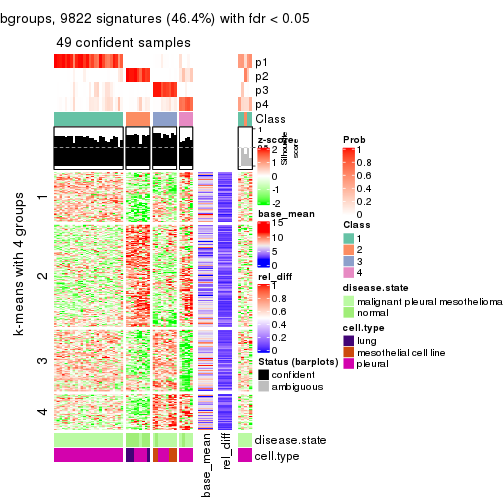 bgroups, 9822 signatures (46.4%) with fdr < 0.05
49 confident samples
p1
p2
p3
p4
Class
1
0
z-score
2
1
0
-1
-2
Silhouette
score
Prob
1
0.8
0.6
0.4
0.2
0
base_mean
15
10
5
0
Class
1
2
3
4
rel_diff
1
0.8
0.6
0.4
0.2
0
disease.state
malignant pleural mesothelioma
normal
cell.type
lung
mesothelial cell line
pleural
Status (barplots)
confident
ambiguous
k-means with 4 groups
1
2
3
4
disease.state
cell.type
base_mean
rel_diff